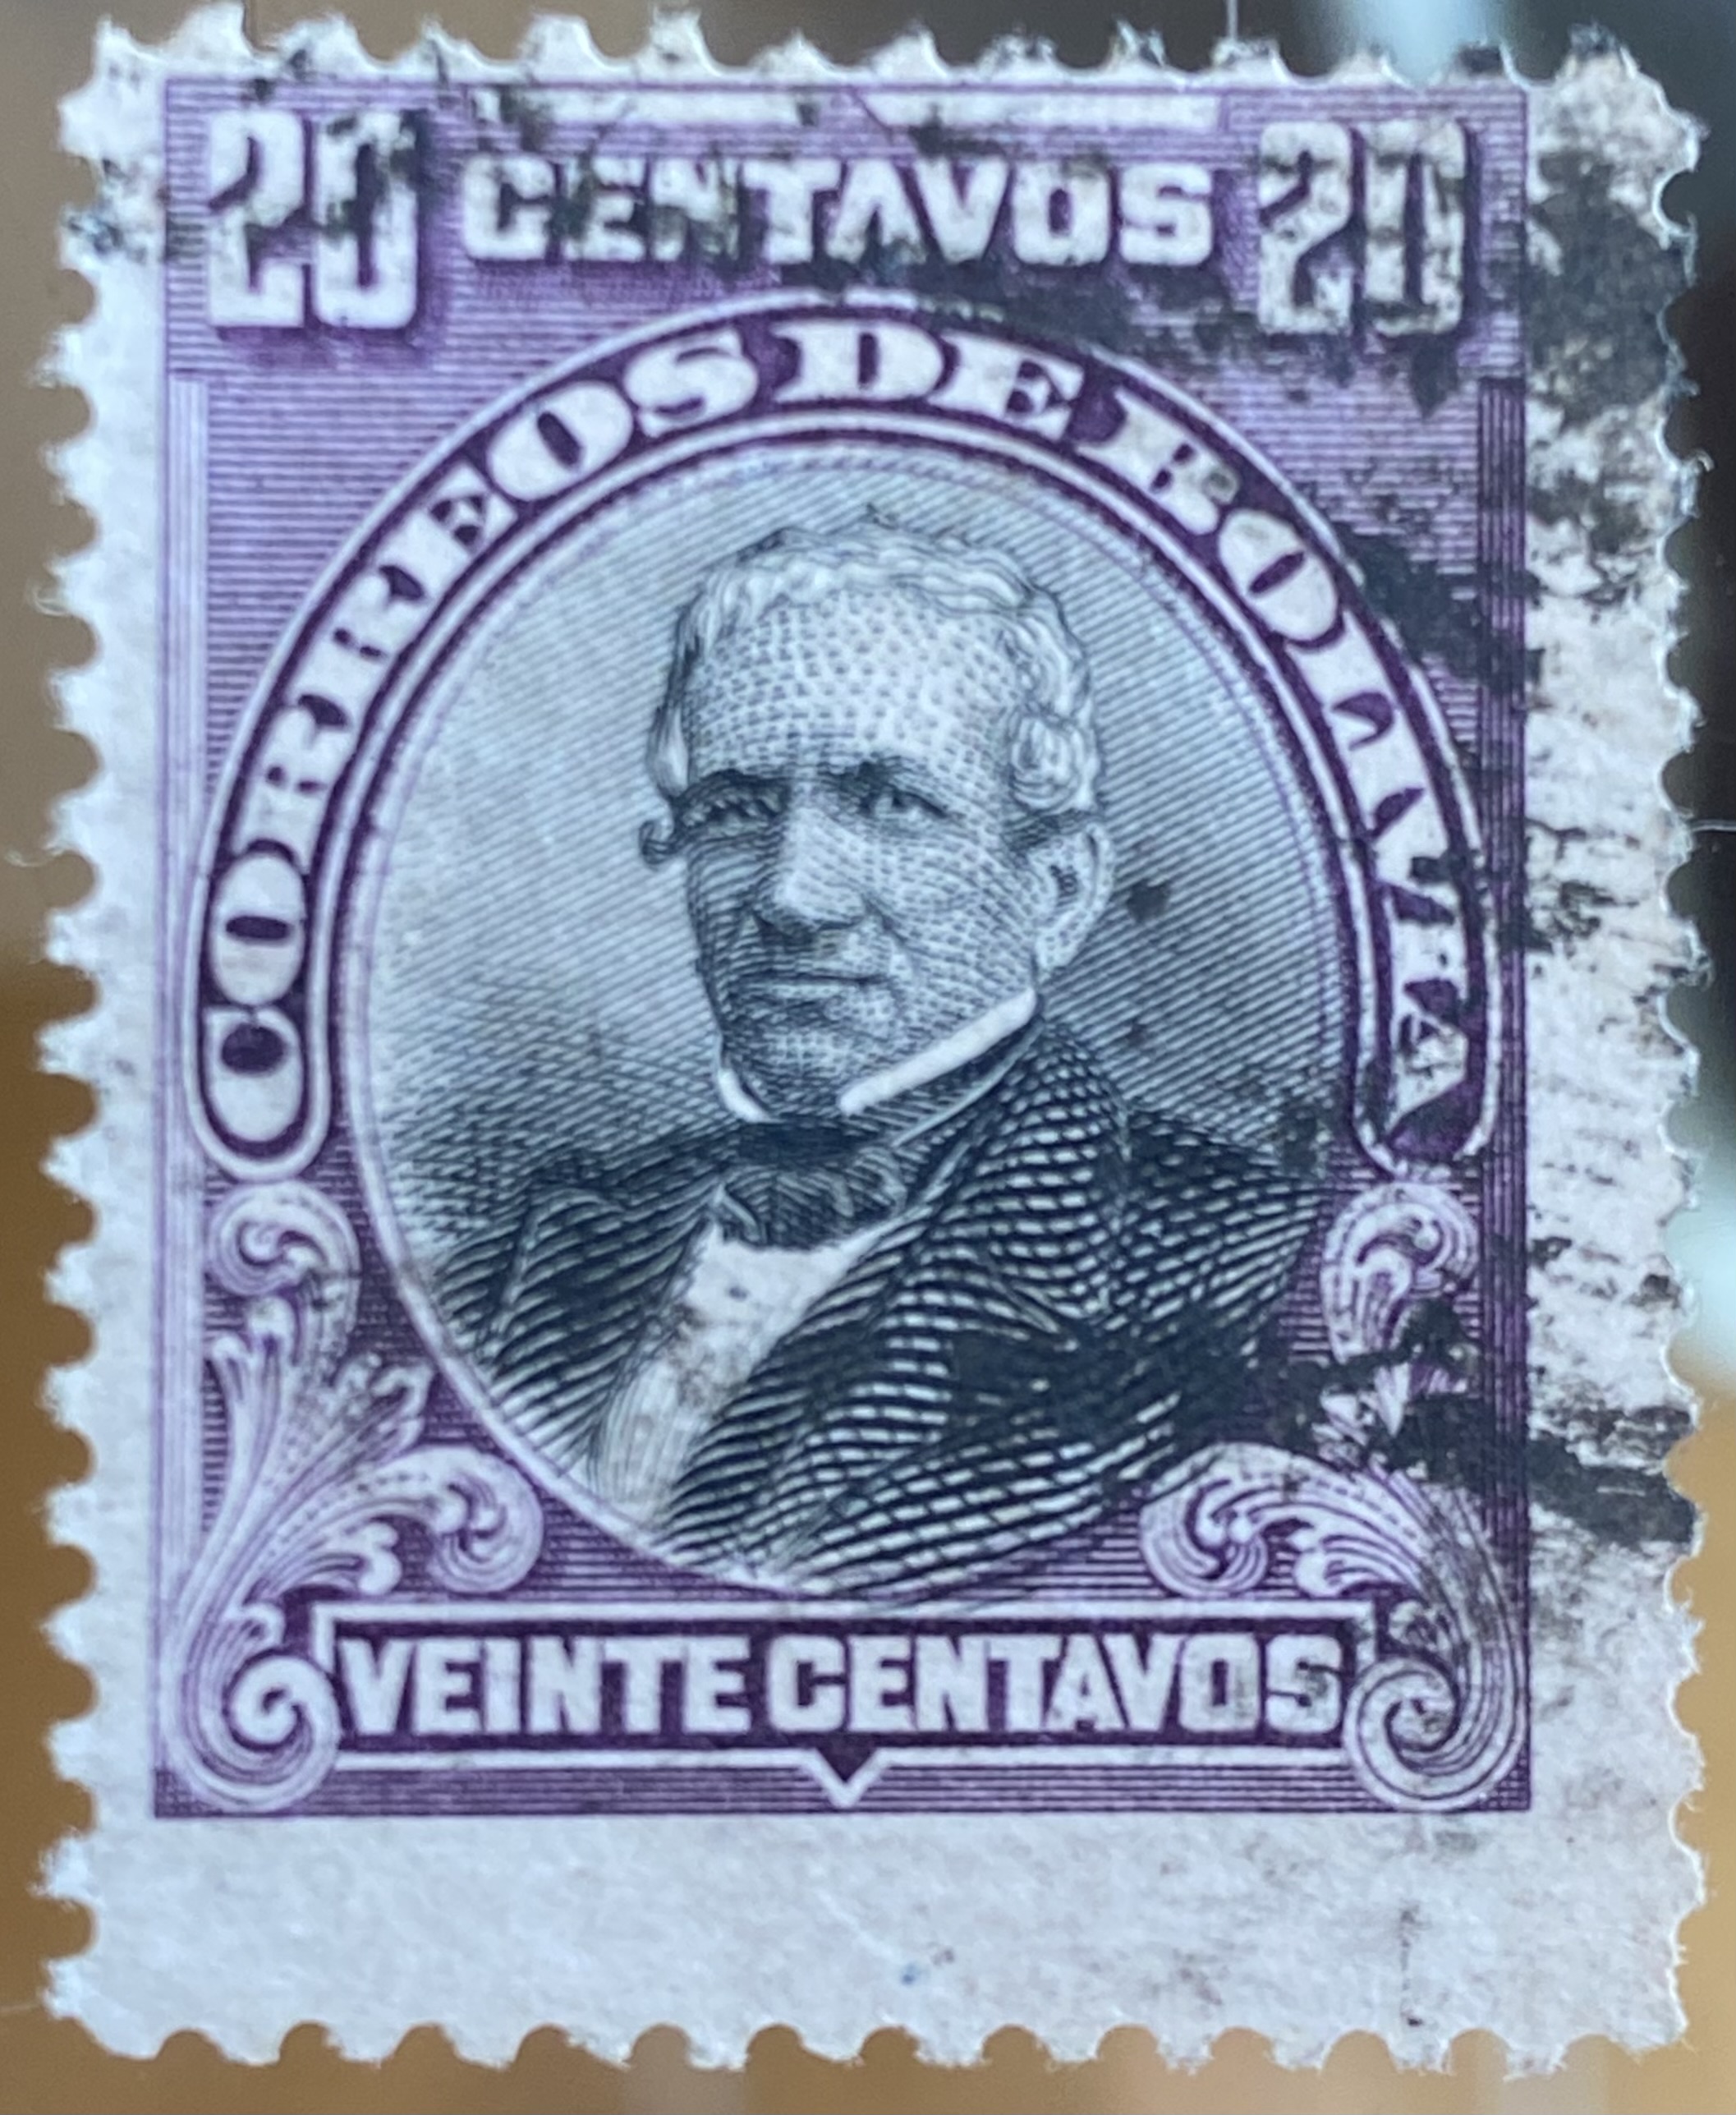 20 CENTAVOS 20
CORREOS DE BOLIVIA
VEINTE CENTAVOS